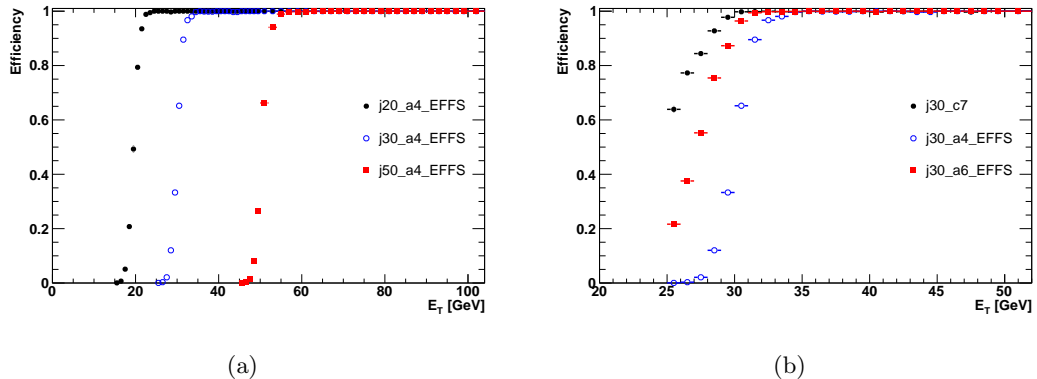 Efficiency
1
0.8
0.6
0.4
0.2
0
j20_a4_EFFS
j30_a4_EFFS
j50_a4_EFFS
0 20 40 60 80 100
E_T [GeV]
(a)
Efficiency
1
0.8
0.6
0.4
0.2
0
j30_c7
j30_a4_EFFS
j30_a6_EFFS
20 25 30 35 40 45 50
E_T [GeV]
(b)